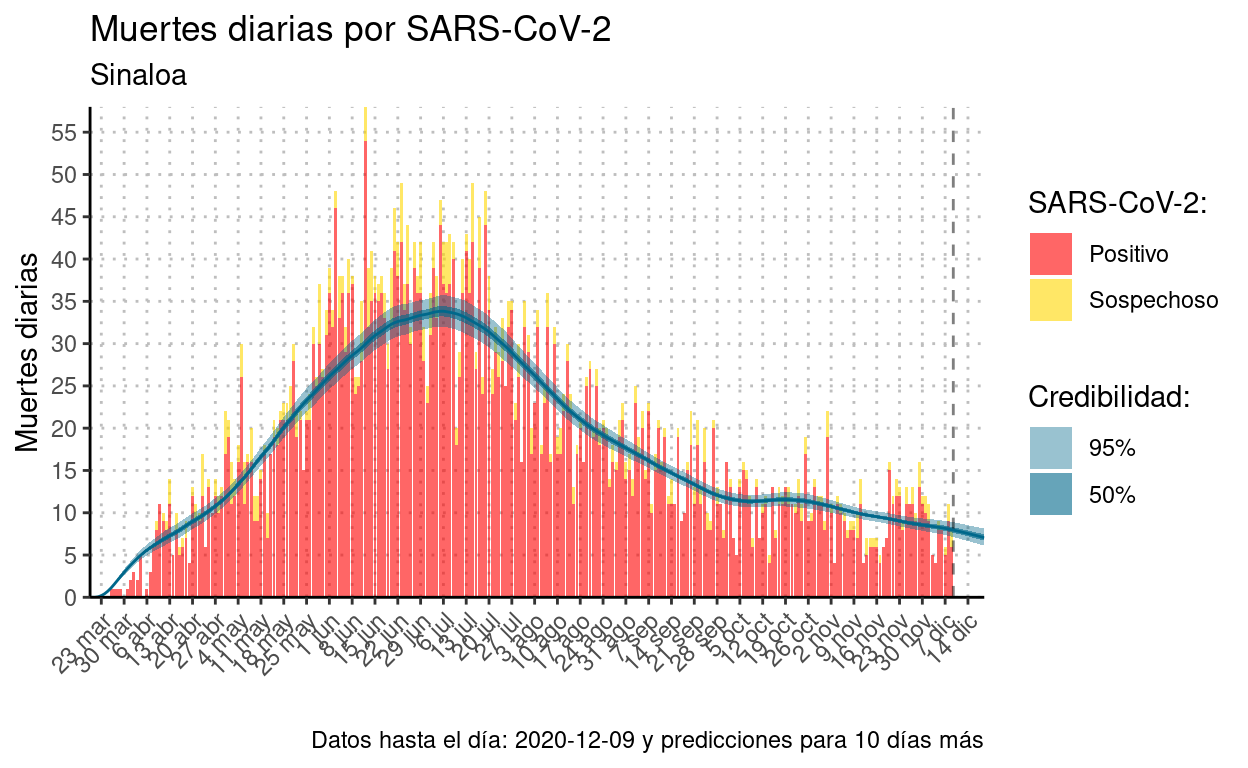 Muertes diarias por SARS-CoV-2
Sinaloa
Muertes diarias
55
50
45
40
35
30
25
20
15
10
5
0
23 mar
30 mar
6 abr
13 abr
20 abr
27 abr
4 may
11 may
18 may
25 may
1 jun
8 jun
15 jun
22 jun
29 jun
6 jul
13 jul
20 jul
27 jul
3 ago
10 ago
17 ago
24 ago
31 ago
7 sep
14 sep
21 sep
28 sep
5 oct
12 oct
19 oct
26 oct
2 nov
9 nov
16 nov
23 nov
30 nov
7 dic
14 dic
SARS-CoV-2:
Positivo
Sospechoso
Credibilidad:
95%
50%
Datos hasta el día: 2020-12-09 y predicciones para 10 días más